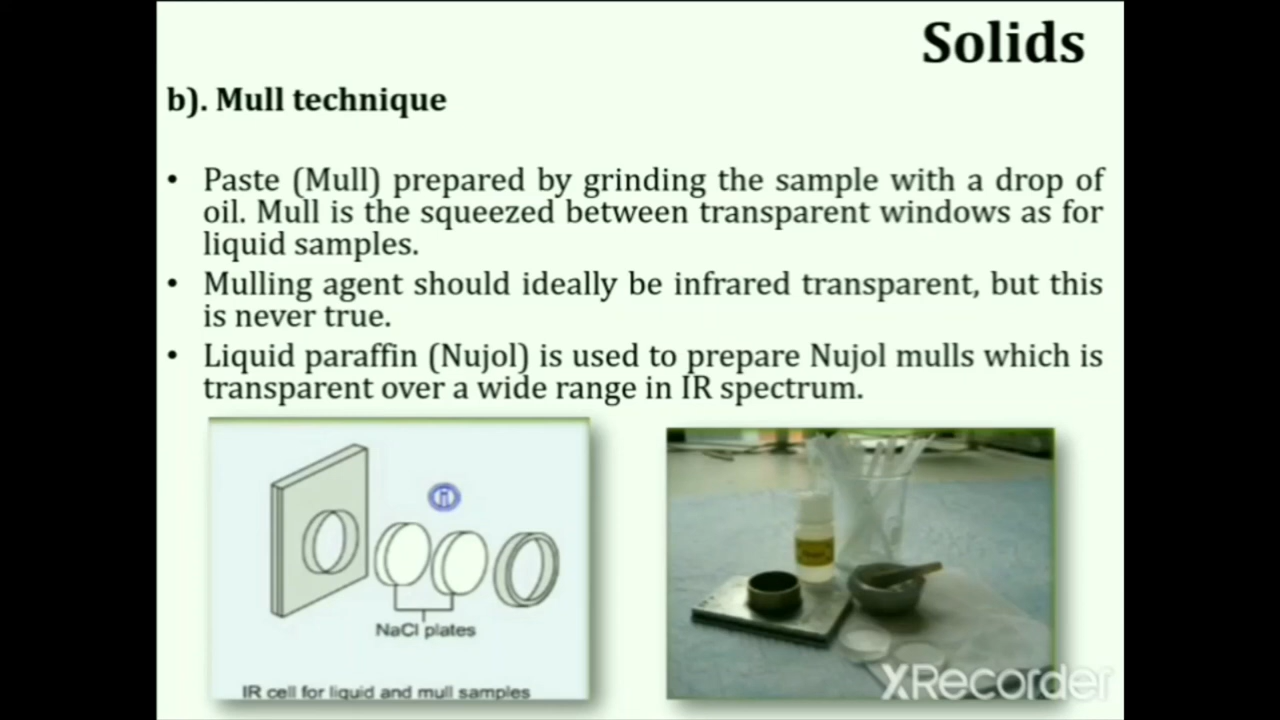 Solids
b). Mull technique
• Paste (Mull) prepared by grinding the sample with a drop of
oil. Mull is the squeezed between transparent windows as for
liquid samples.
• Mulling agent should ideally be infrared transparent, but this
is never true.
• Liquid paraffin (Nujol) is used to prepare Nujol mulls which is
transparent over a wide range in IR spectrum.
NaCl plates
IR cell for liquid and mull samples
XRecorder